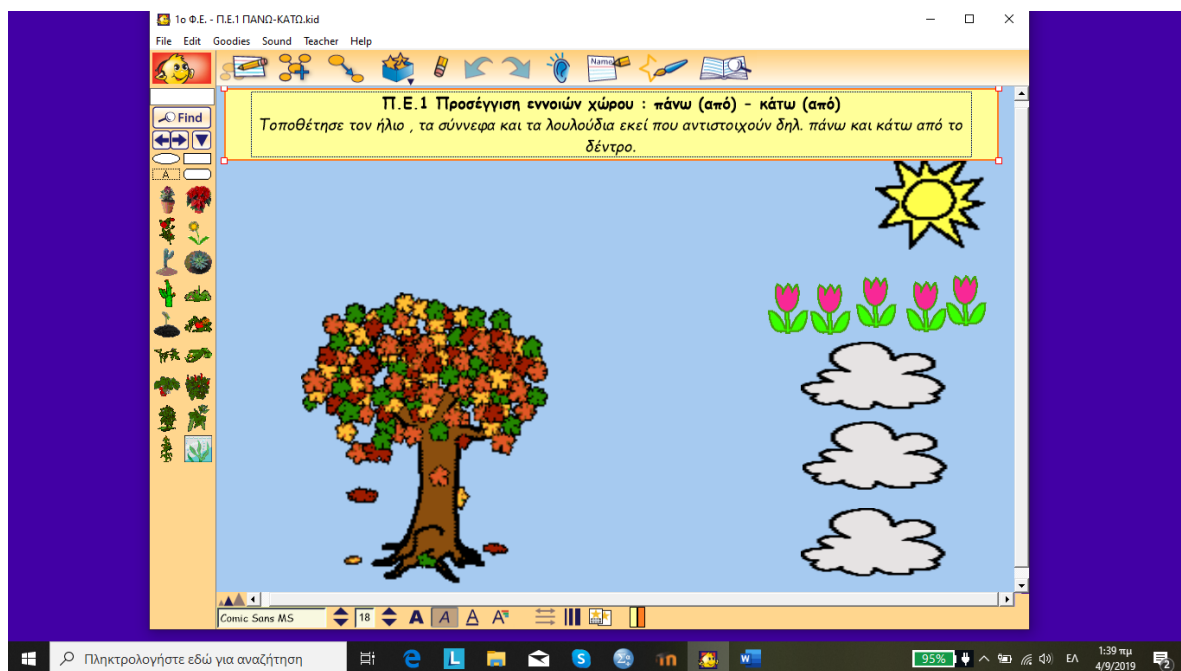 1ο Φ.Ε. - Π.Ε.1 ΠΑΝΩ-ΚΑΤΩ.kid
File Edit Goodies Sound Teacher Help
Name
Find
A
Π.Ε.1 Προσέγγιση εννοιών χώρου : πάνω (από) - κάτω (από)
Τοποθέτησε τον ήλιο , τα σύννεφα και τα λουλούδια εκεί που αντιστοιχούν δηλ. πάνω και κάτω από το
δέντρο.
Comic Sans MS 18 A A A A
Πληκτρολογήστε εδώ για αναζήτηση
95% ΕΛ 1:39 πμ
4/9/2019 2